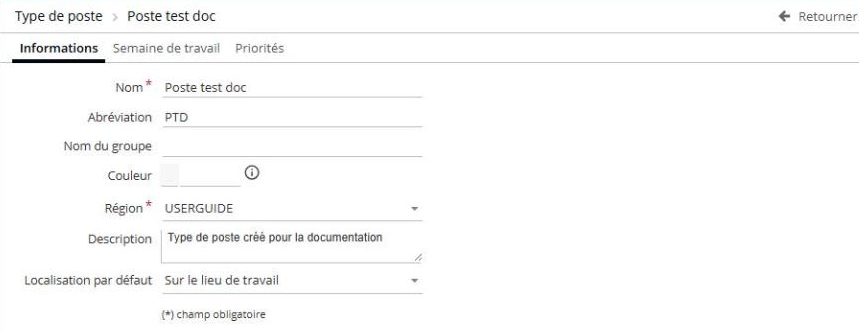 Type de poste > Poste test doc
← Retourner
Informations Semaine de travail Priorités
Nom * Poste test doc
Abréviation PTD
Nom du groupe
Couleur
Région * USERGUIDE
Description Type de poste créé pour la documentation
Localisation par défaut Sur le lieu de travail
(*) champ obligatoire